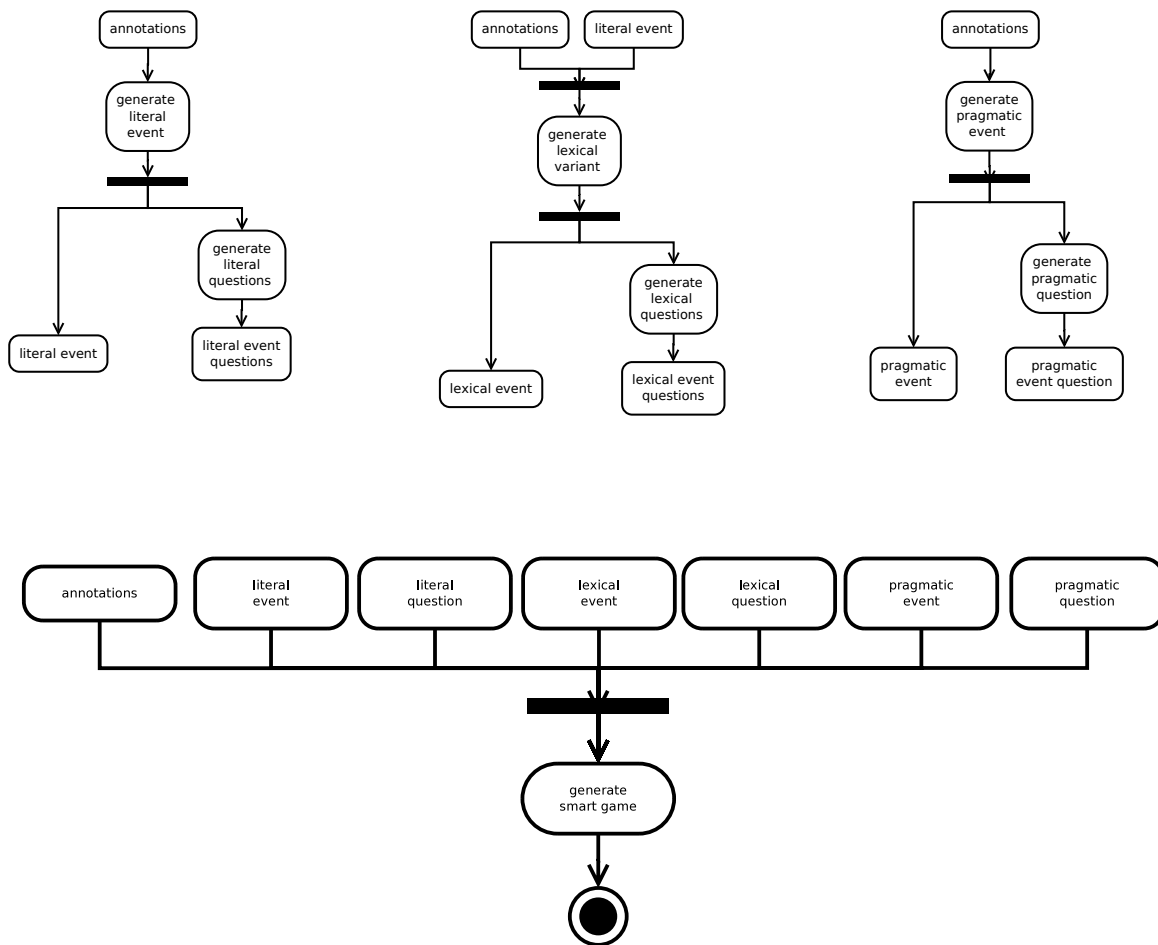 annotations
generate
literal
event
generate
literal
questions
literal event
literal event
questions
annotations
literal event
generate
lexical
variant
generate
lexical
questions
lexical event
lexical event
questions
annotations
generate
pragmatic
event
generate
pragmatic
question
pragmatic
event
pragmatic
event question
annotations
literal
event
literal
question
lexical
event
lexical
question
pragmatic
event
pragmatic
question
generate
smart game